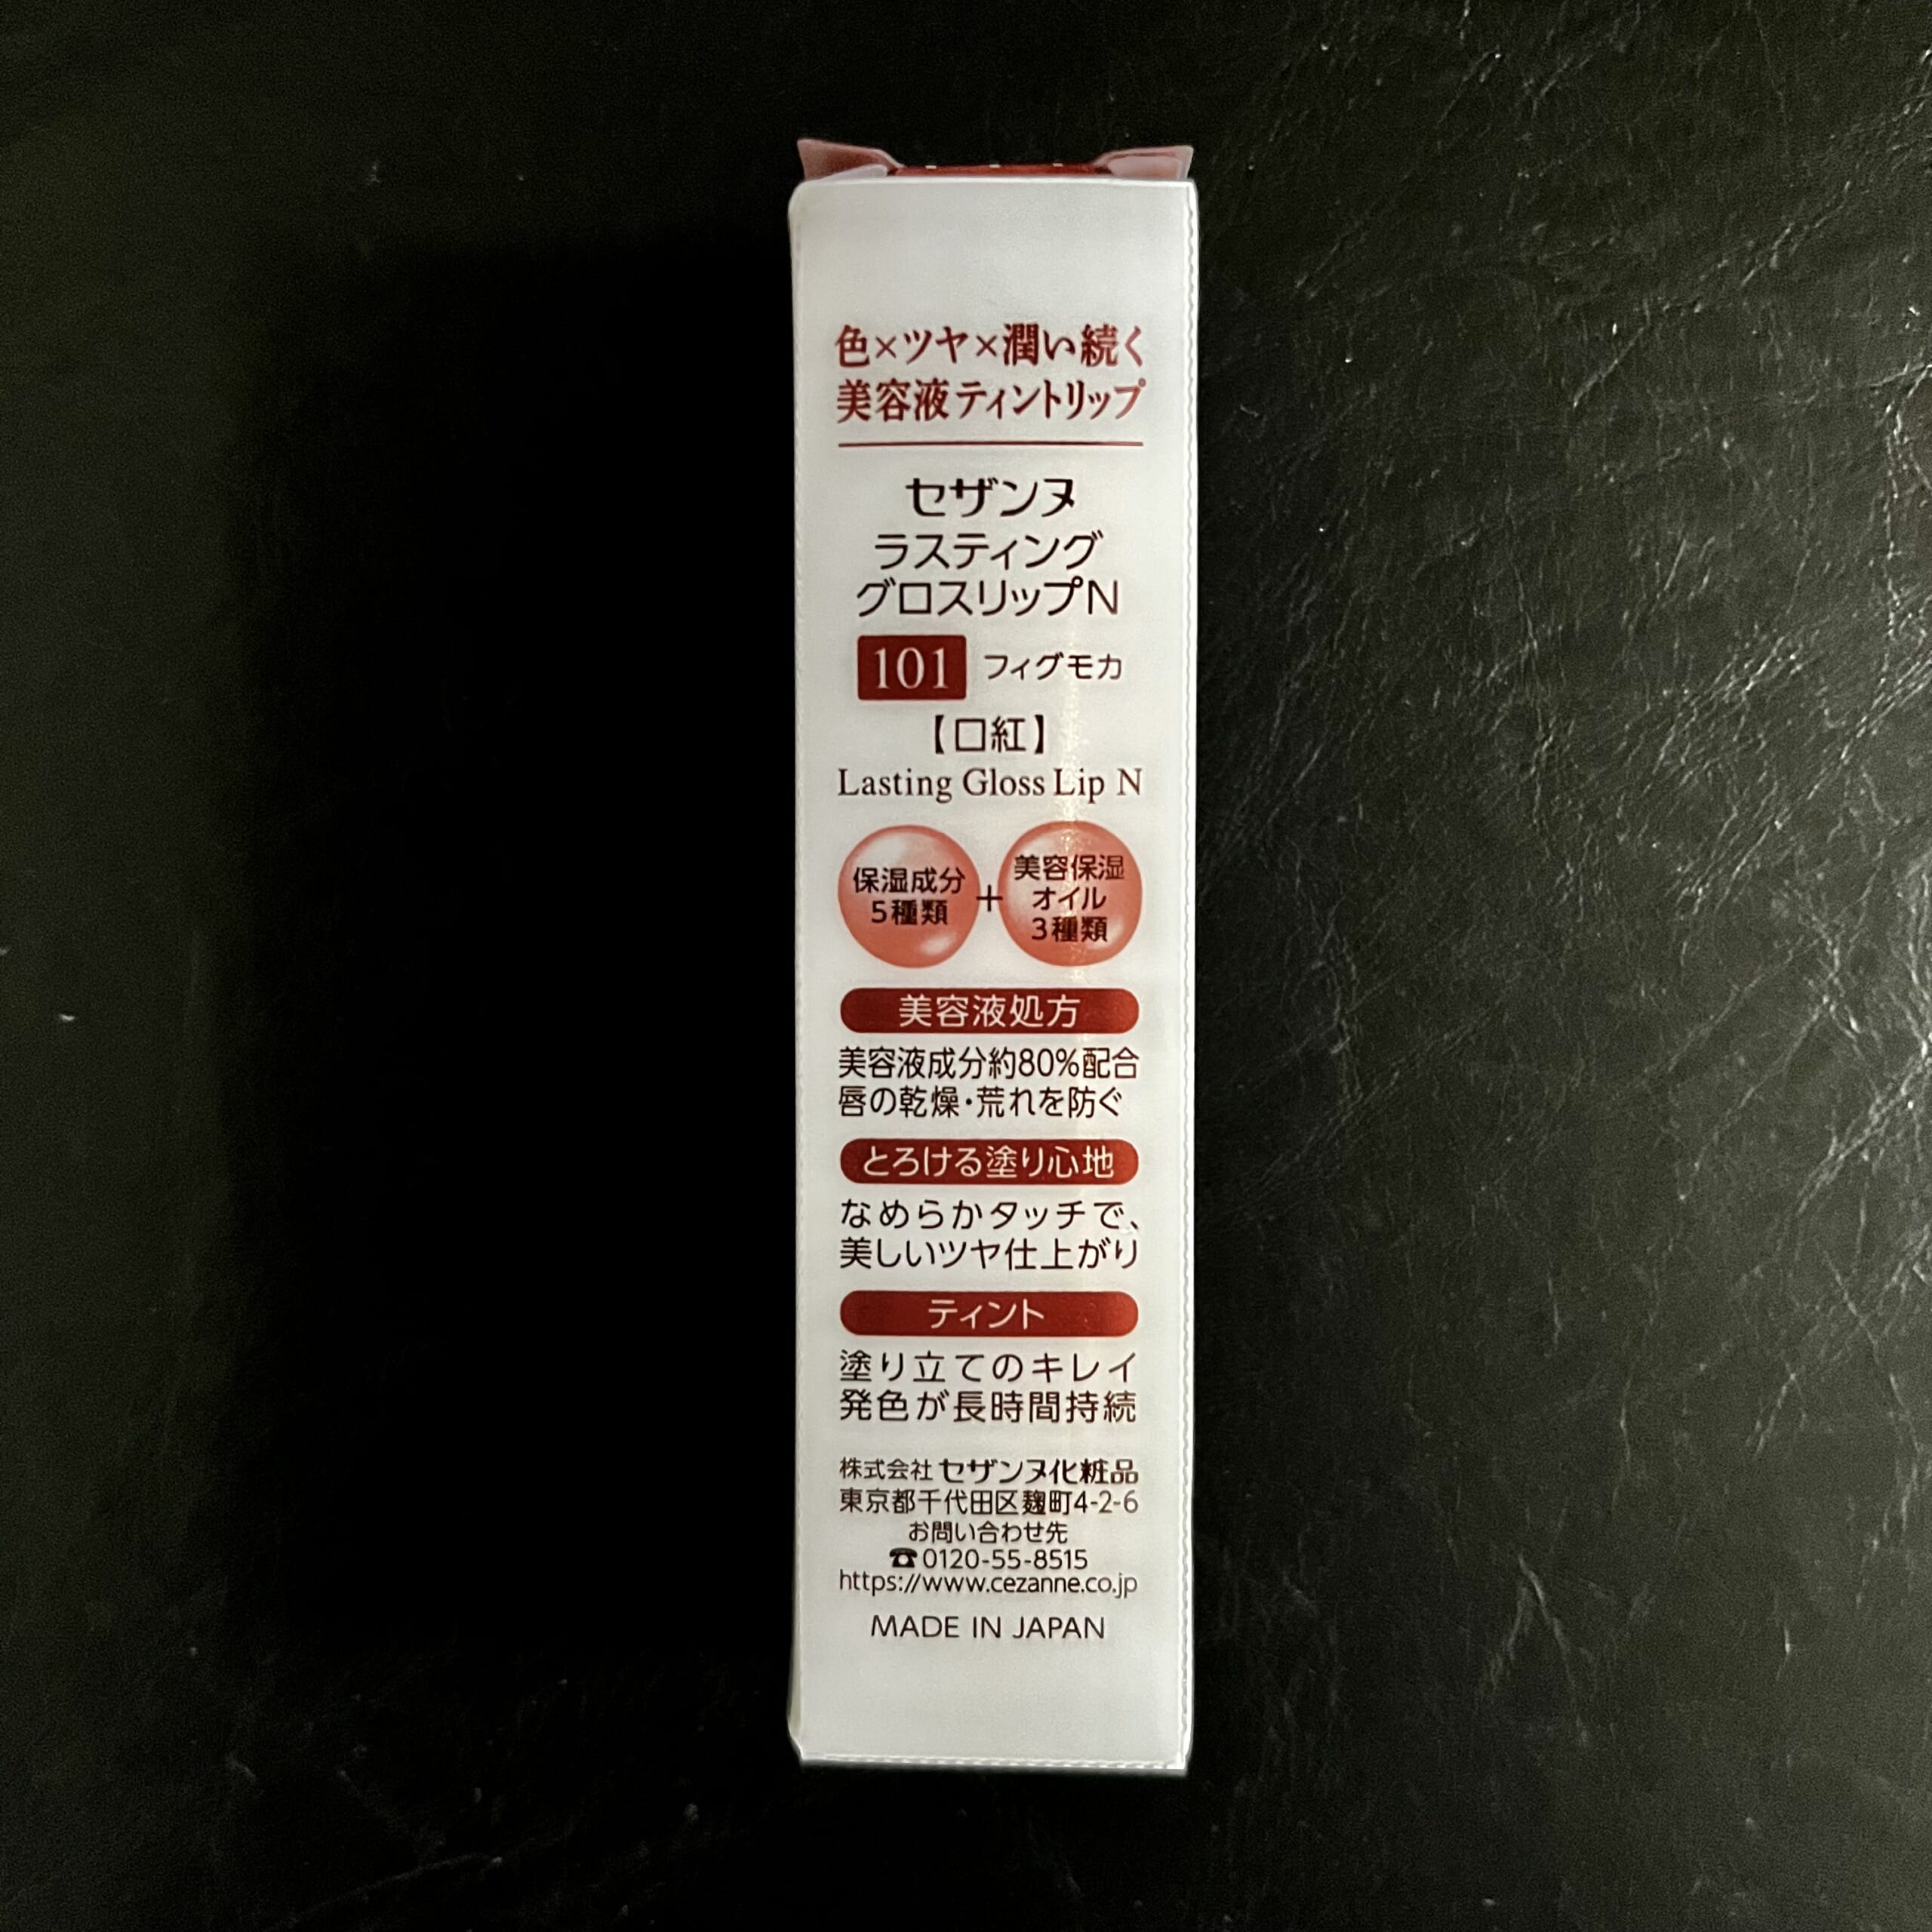 色×ツヤ×潤い続く
美容液ティントリップ
セザンヌ
ラスティング
グロスリップN
101 フィグモカ
【口紅】
Lasting Gloss Lip N
保湿成分
5種類
+
美容保湿
オイル
3種類
美容液処方
美容液成分約80%配合
唇の乾燥・荒れを防ぐ
とろける塗り心地
なめらかタッチで、
美しいツヤ仕上がり
ティント
塗り立てのキレイ
発色が長時間持続
株式会社セザンヌ化粧品
東京都千代田区麹町4-2-6
お問い合わせ先
☎0120-55-8515
https://www.cezanne.co.jp
MADE IN JAPAN